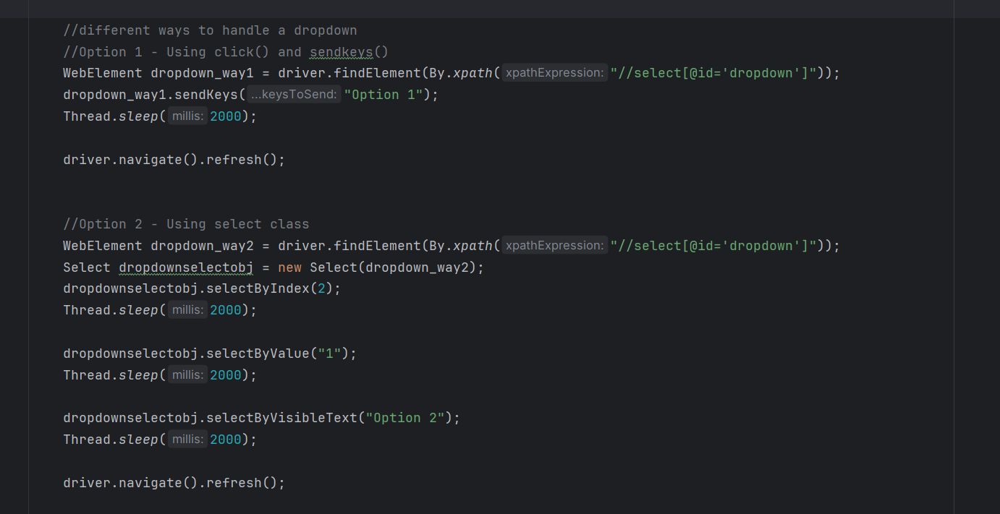 //different ways to handle a dropdown
//Option 1 - Using click() and sendkeys()
WebElement dropdown_way1 = driver.findElement(By.xpath( xpathExpression: "//select[@id='dropdown']"));
dropdown_way1.sendKeys( ...keysToSend: "Option 1");
Thread.sleep( millis: 2000);
driver.navigate().refresh();
//Option 2 - Using select class
WebElement dropdown_way2 = driver.findElement(By.xpath( xpathExpression: "//select[@id='dropdown']"));
Select dropdownselectobj = new Select(dropdown_way2);
dropdownselectobj.selectByIndex(2);
Thread.sleep( millis: 2000);
dropdownselectobj.selectByValue("1");
Thread.sleep( millis: 2000);
dropdownselectobj.selectByVisibleText("Option 2");
Thread.sleep( millis: 2000);
driver.navigate().refresh();